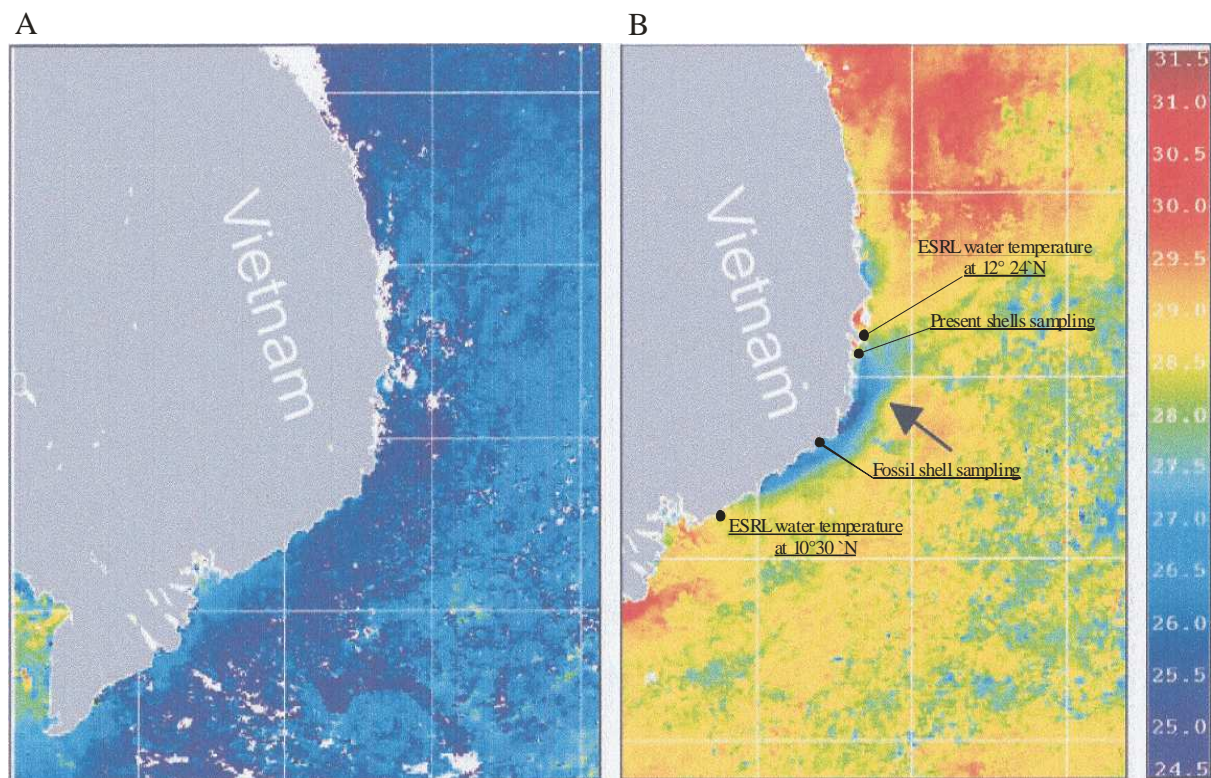 A
B
Vietnam
Vietnam
ESRL water temperature
at 12° 24`N
Present shells sampling
Fossil shell sampling
ESRL water temperature
at 10°30 `N
31.5
31.0
30.5
30.0
29.5
29.0
28.5
28.0
27.5
27.0
26.5
26.0
25.5
25.0
24.5